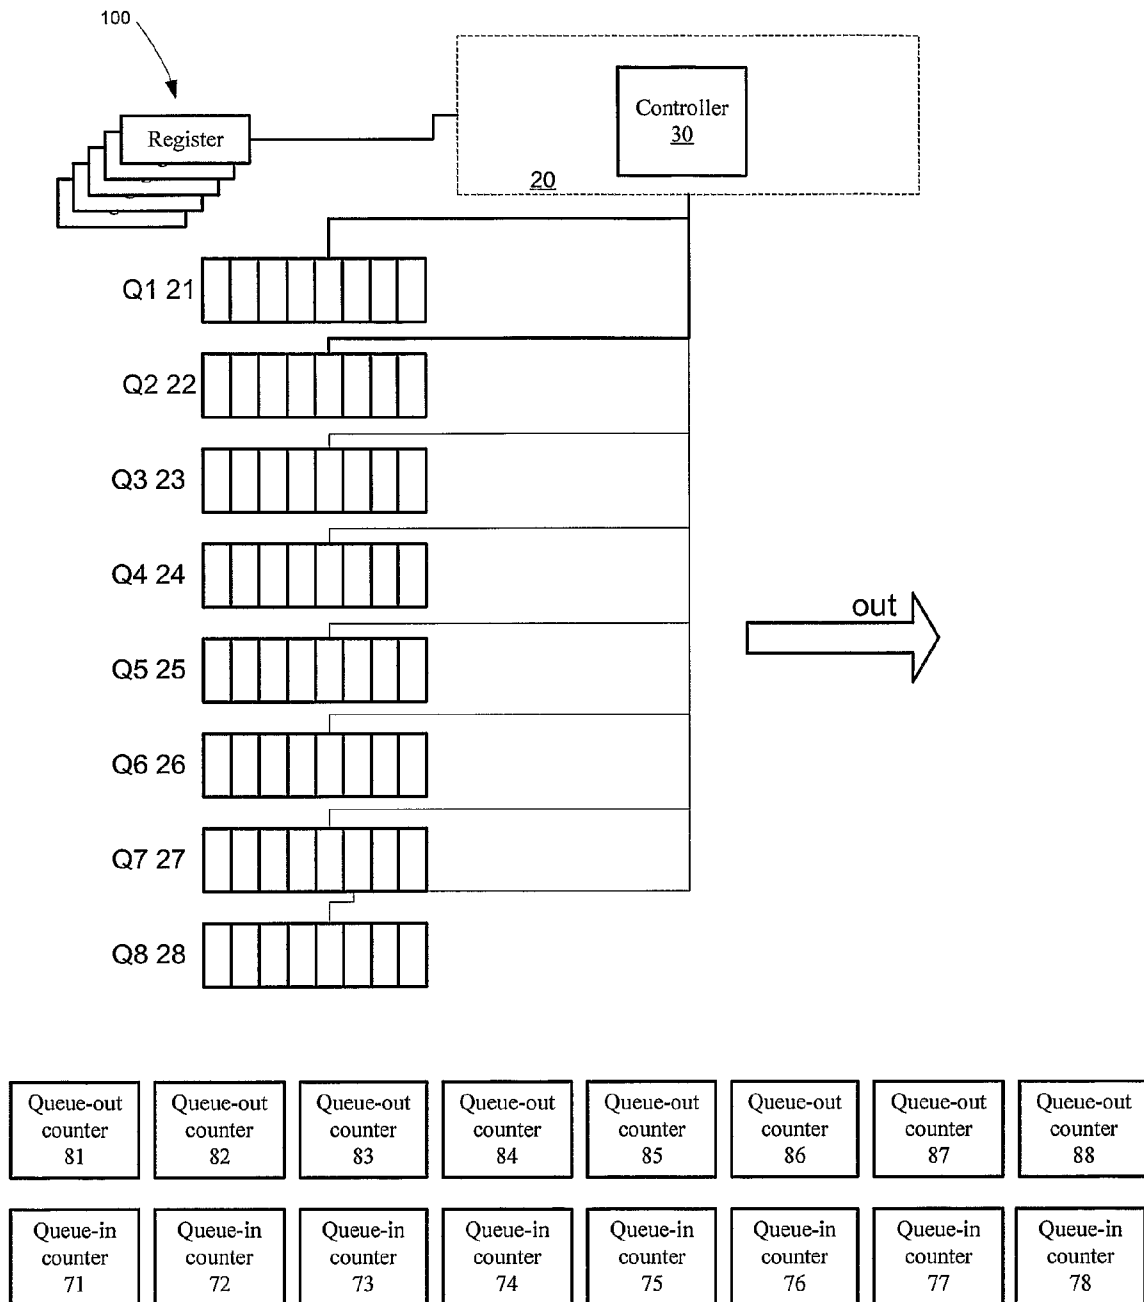 100
Register
Controller
30
20
Q1 21
Q2 22
Q3 23
Q4 24
out
Q5 25
Q6 26
Q7 27
Q8 28
Queue-out
counter
81
Queue-out
counter
82
Queue-out
counter
83
Queue-out
counter
84
Queue-out
counter
85
Queue-out
counter
86
Queue-out
counter
87
Queue-out
counter
88
Queue-in
counter
71
Queue-in
counter
72
Queue-in
counter
73
Queue-in
counter
74
Queue-in
counter
75
Queue-in
counter
76
Queue-in
counter
77
Queue-in
counter
78